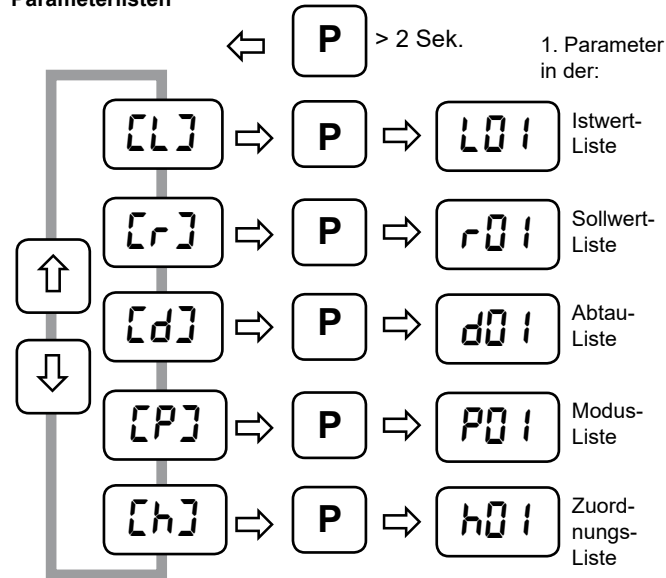 Parameterlisten
P > 2 Sek.
1. Parameter
in der:
[L] P L01 Istwert-
Liste
[r] P r01 Sollwert-
Liste
[d] P d01 Abtau-
Liste
[P] P P01 Modus-
Liste
[h] P h01 Zuord-
nungs-
Liste